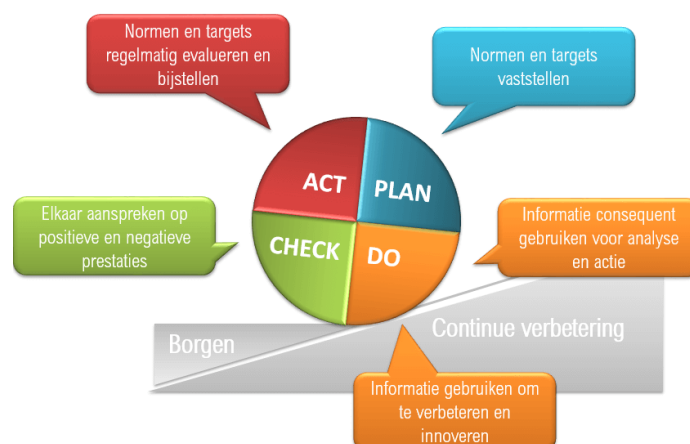 Normen en targets
regelmatig evalueren en
bijstellen
Normen en targets
vaststellen
ACT
PLAN
CHECK
DO
Elkaar aanspreken op
positieve en negatieve
prestaties
Informatie consequent
gebruiken voor analyse
en actie
Borgen
Continue verbetering
Informatie gebruiken om
te verbeteren en
innoveren